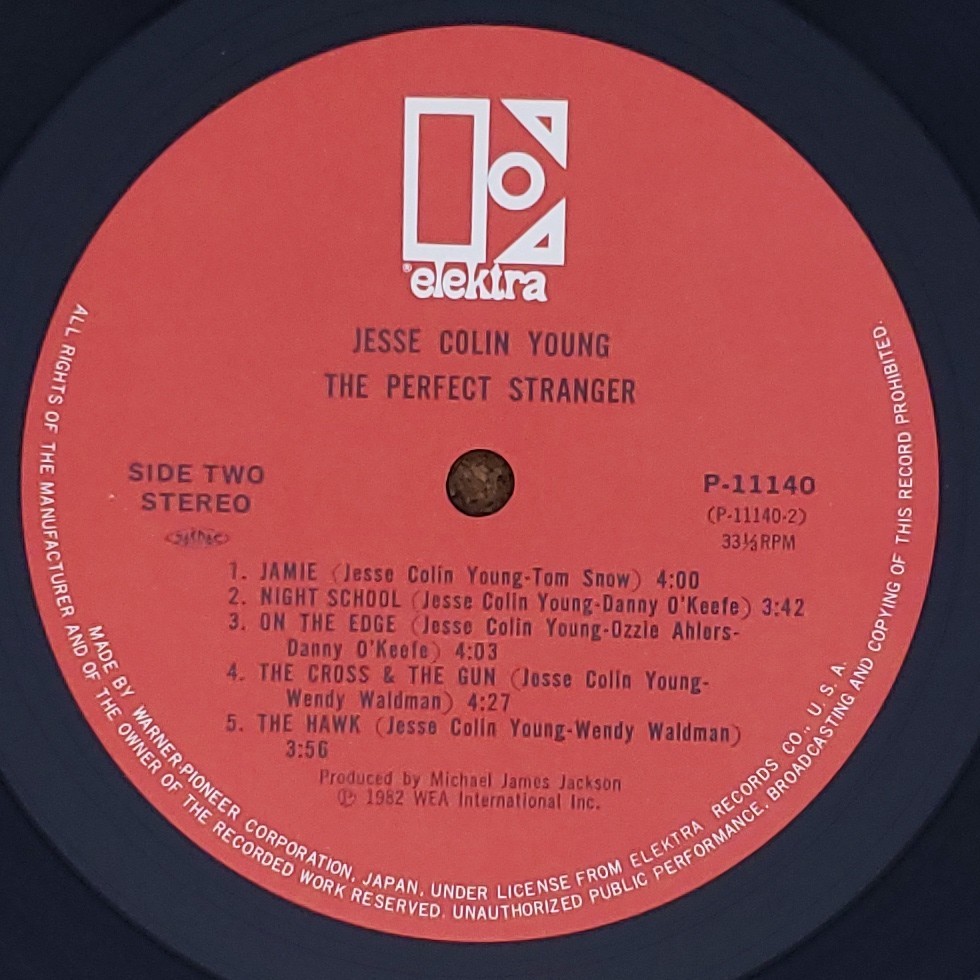 ® elektra
JESSE COLIN YOUNG
THE PERFECT STRANGER
SIDE TWO
STEREO
P-11140
(P-11140-2)
33⅓ RPM
1. JAMIE (Jesse Colin Young-Tom Snow) 4:00
2. NIGHT SCHOOL (Jesse Colin Young-Danny O'Keefe) 3:42
3. ON THE EDGE (Jesse Colin Young-Ozzie Ahlers-
Danny O'Keefe) 4:03
4. THE CROSS & THE GUN (Jesse Colin Young-
Wendy Waldman) 4:27
5. THE HAWK (Jesse Colin Young-Wendy Waldman)
3:56
Produced by Michael James Jackson
℗ 1982 WEA International Inc.
MADE BY WARNER-PIONEER CORPORATION, JAPAN, UNDER LICENSE FROM ELEKTRA RECORDS CO., U. S. A.
ALL RIGHTS OF THE MANUFACTURER AND OF THE OWNER OF THE RECORDED WORK RESERVED. UNAUTHORIZED PUBLIC PERFORMANCE, BROADCASTING AND COPYING OF THIS RECORD PROHIBITED.